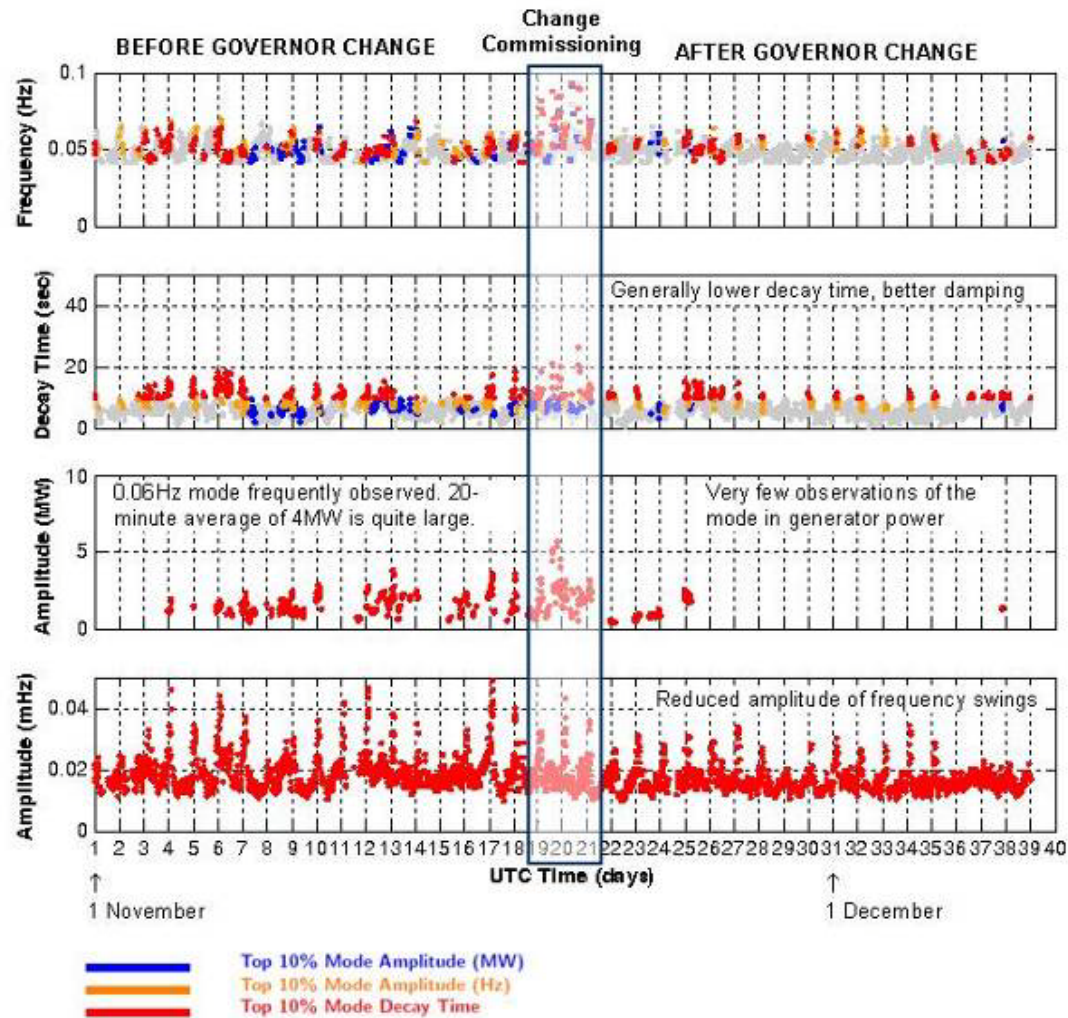 Change
BEFORE GOVERNOR CHANGE Commissioning AFTER GOVERNOR CHANGE
Frequency (Hz)
0.1
0.05
0
Decay Time (sec)
40
20
0
Generally lower decay time, better damping
Amplitude (MW)
10
5
0
0.06Hz mode frequently observed. 20-
minute average of 4MW is quite large.
Very few observations of the
mode in generator power
Amplitude (mHz)
0.04
0.02
0
Reduced amplitude of frequency swings
1 2 3 4 5 6 7 8 9 10 11 12 13 14 15 16 17 18 19 20 21 22 23 24 25 26 27 28 29 30 31 32 33 34 35 36 37 38 39 40
UTC Time (days)
↑ ↑
1 November 1 December
Top 10% Mode Amplitude (MW)
Top 10% Mode Amplitude (Hz)
Top 10% Mode Decay Time